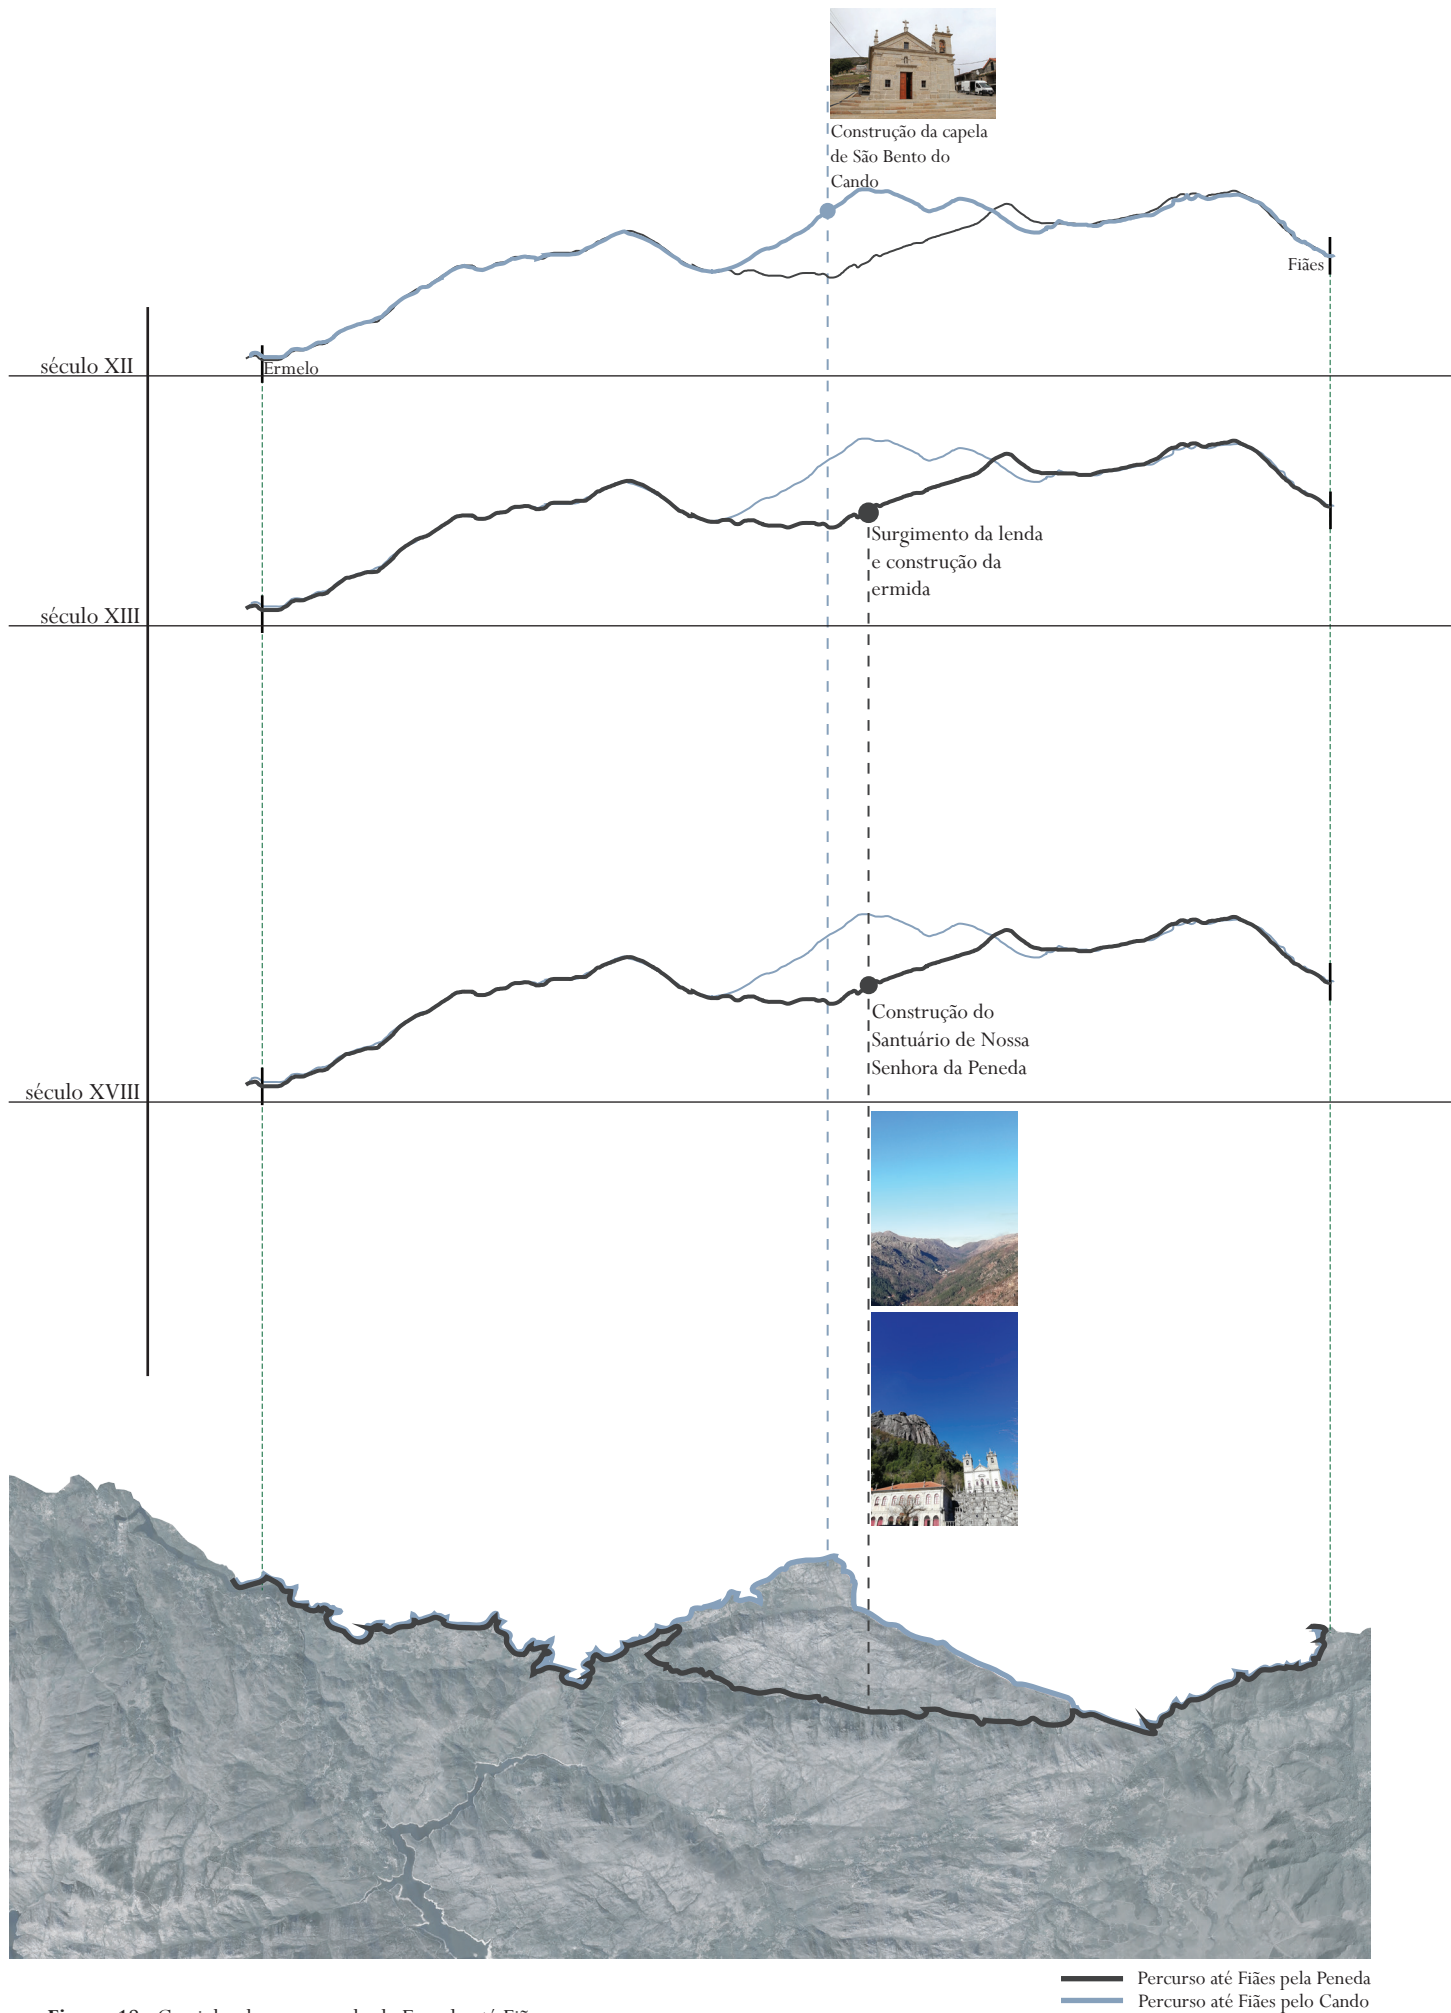 Construção da capela
de São Bento do
Cando
Fiães
século XII
Ermelo
Surgimento da lenda
e construção da
ermida
século XIII
Construção do
Santuário de Nossa
Senhora da Peneda
século XVIII
Percurso até Fiães pela Peneda
Percurso até Fiães pelo Cando